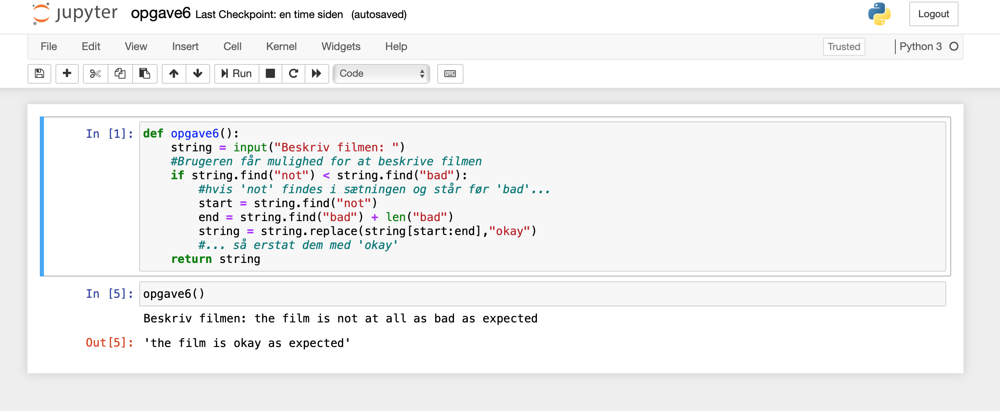 jupyter opgave6 Last Checkpoint: en time siden (autosaved)
Logout
File Edit View Insert Cell Kernel Widgets Help
Trusted
Python 3
Run
Code
In [1]:
def opgave6():
    string = input("Beskriv filmen: ")
    #Brugeren får mulighed for at beskrive filmen
    if string.find("not") < string.find("bad"):
        #hvis 'not' findes i sætningen og står før 'bad'...
        start = string.find("not")
        end = string.find("bad") + len("bad")
        string = string.replace(string[start:end],"okay")
        #... så erstat dem med 'okay'
    return string
In [5]:
opgave6()
Beskriv filmen: the film is not at all as bad as expected
Out[5]:
'the film is okay as expected'